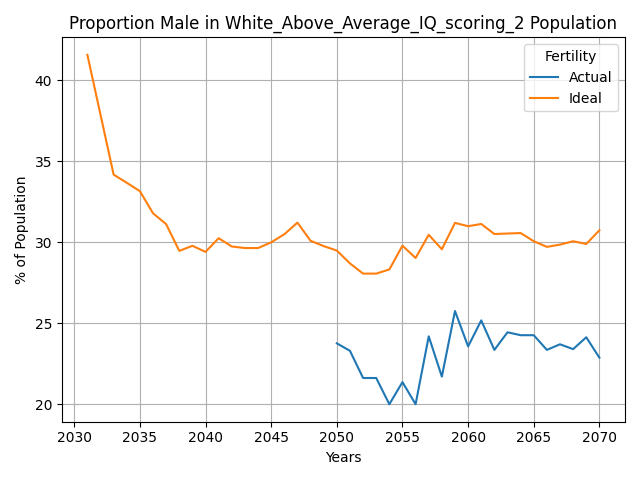 Proportion Male in White_Above_Average_IQ_scoring_2 Population
Fertility
Actual
Ideal
% of Population
40
35
30
25
20
2030 2035 2040 2045 2050 2055 2060 2065 2070
Years